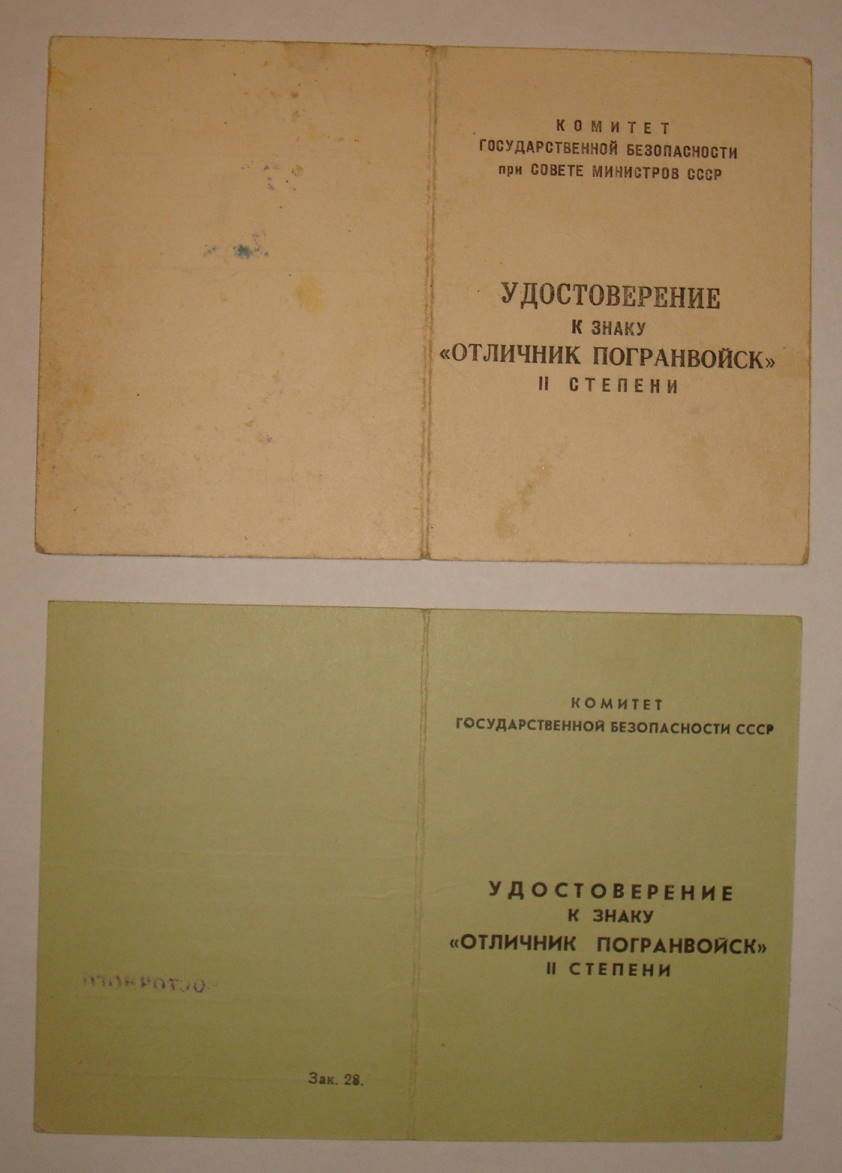 КОМИТЕТ
ГОСУДАРСТВЕННОЙ БЕЗОПАСНОСТИ
при СОВЕТЕ МИНИСТРОВ СССР
УДОСТОВЕРЕНИЕ
К ЗНАКУ
«ОТЛИЧНИК ПОГРАНВОЙСК»
II СТЕПЕНИ
КОМИТЕТ
ГОСУДАРСТВЕННОЙ БЕЗОПАСНОСТИ СССР
УДОСТОВЕРЕНИЕ
К ЗНАКУ
«ОТЛИЧНИК ПОГРАНВОЙСК»
II СТЕПЕНИ
Зак. 28.